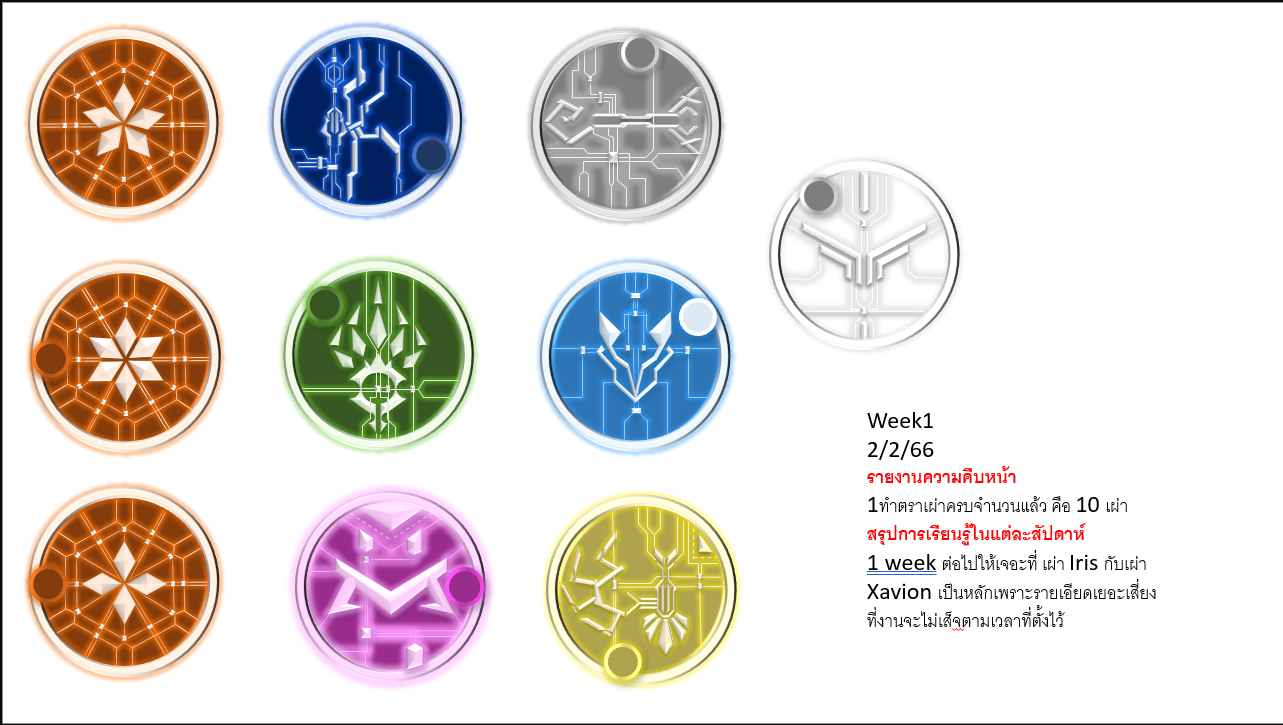 Week1
2/2/66
รายงานความคืบหน้า
1ทำตราเผ่าครบจำนวนแล้ว คือ 10 เผ่า
สรุปการเรียนรู้ในแต่ละสัปดาห์
1 week ต่อไปให้เจอะที่ เผ่า Iris กับเผ่า
Xavion เป็นหลักเพราะรายเอียดเยอะเสี่ยง
ที่งานจะไม่เส็จุตามเวลาที่ตั้งไว้